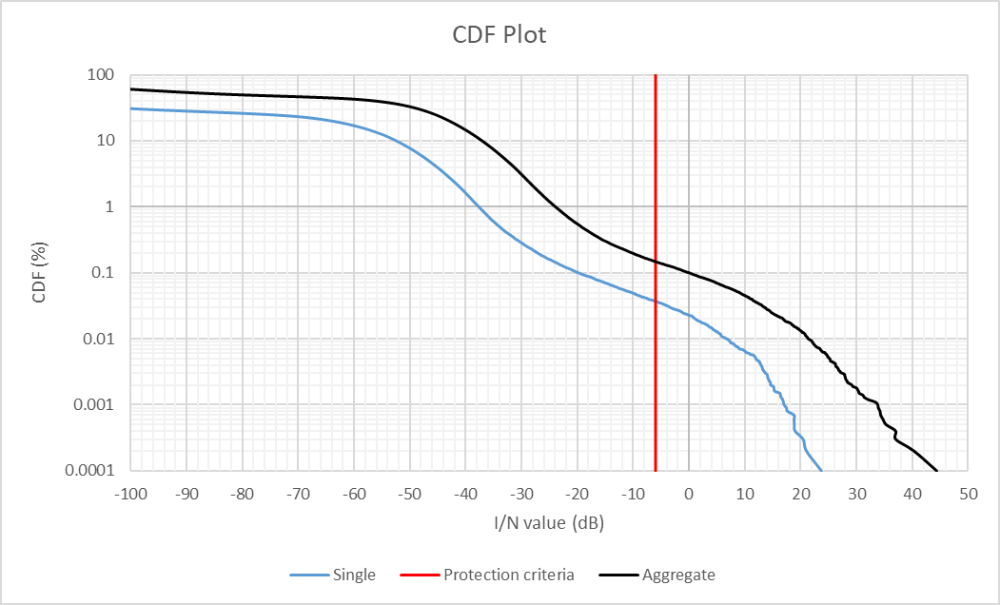 CDF Plot
100
10
1
0.1
0.01
0.001
0.0001
CDF (%)
-100 -90 -80 -70 -60 -50 -40 -30 -20 -10 0 10 20 30 40 50
I/N value (dB)
Single Protection criteria Aggregate